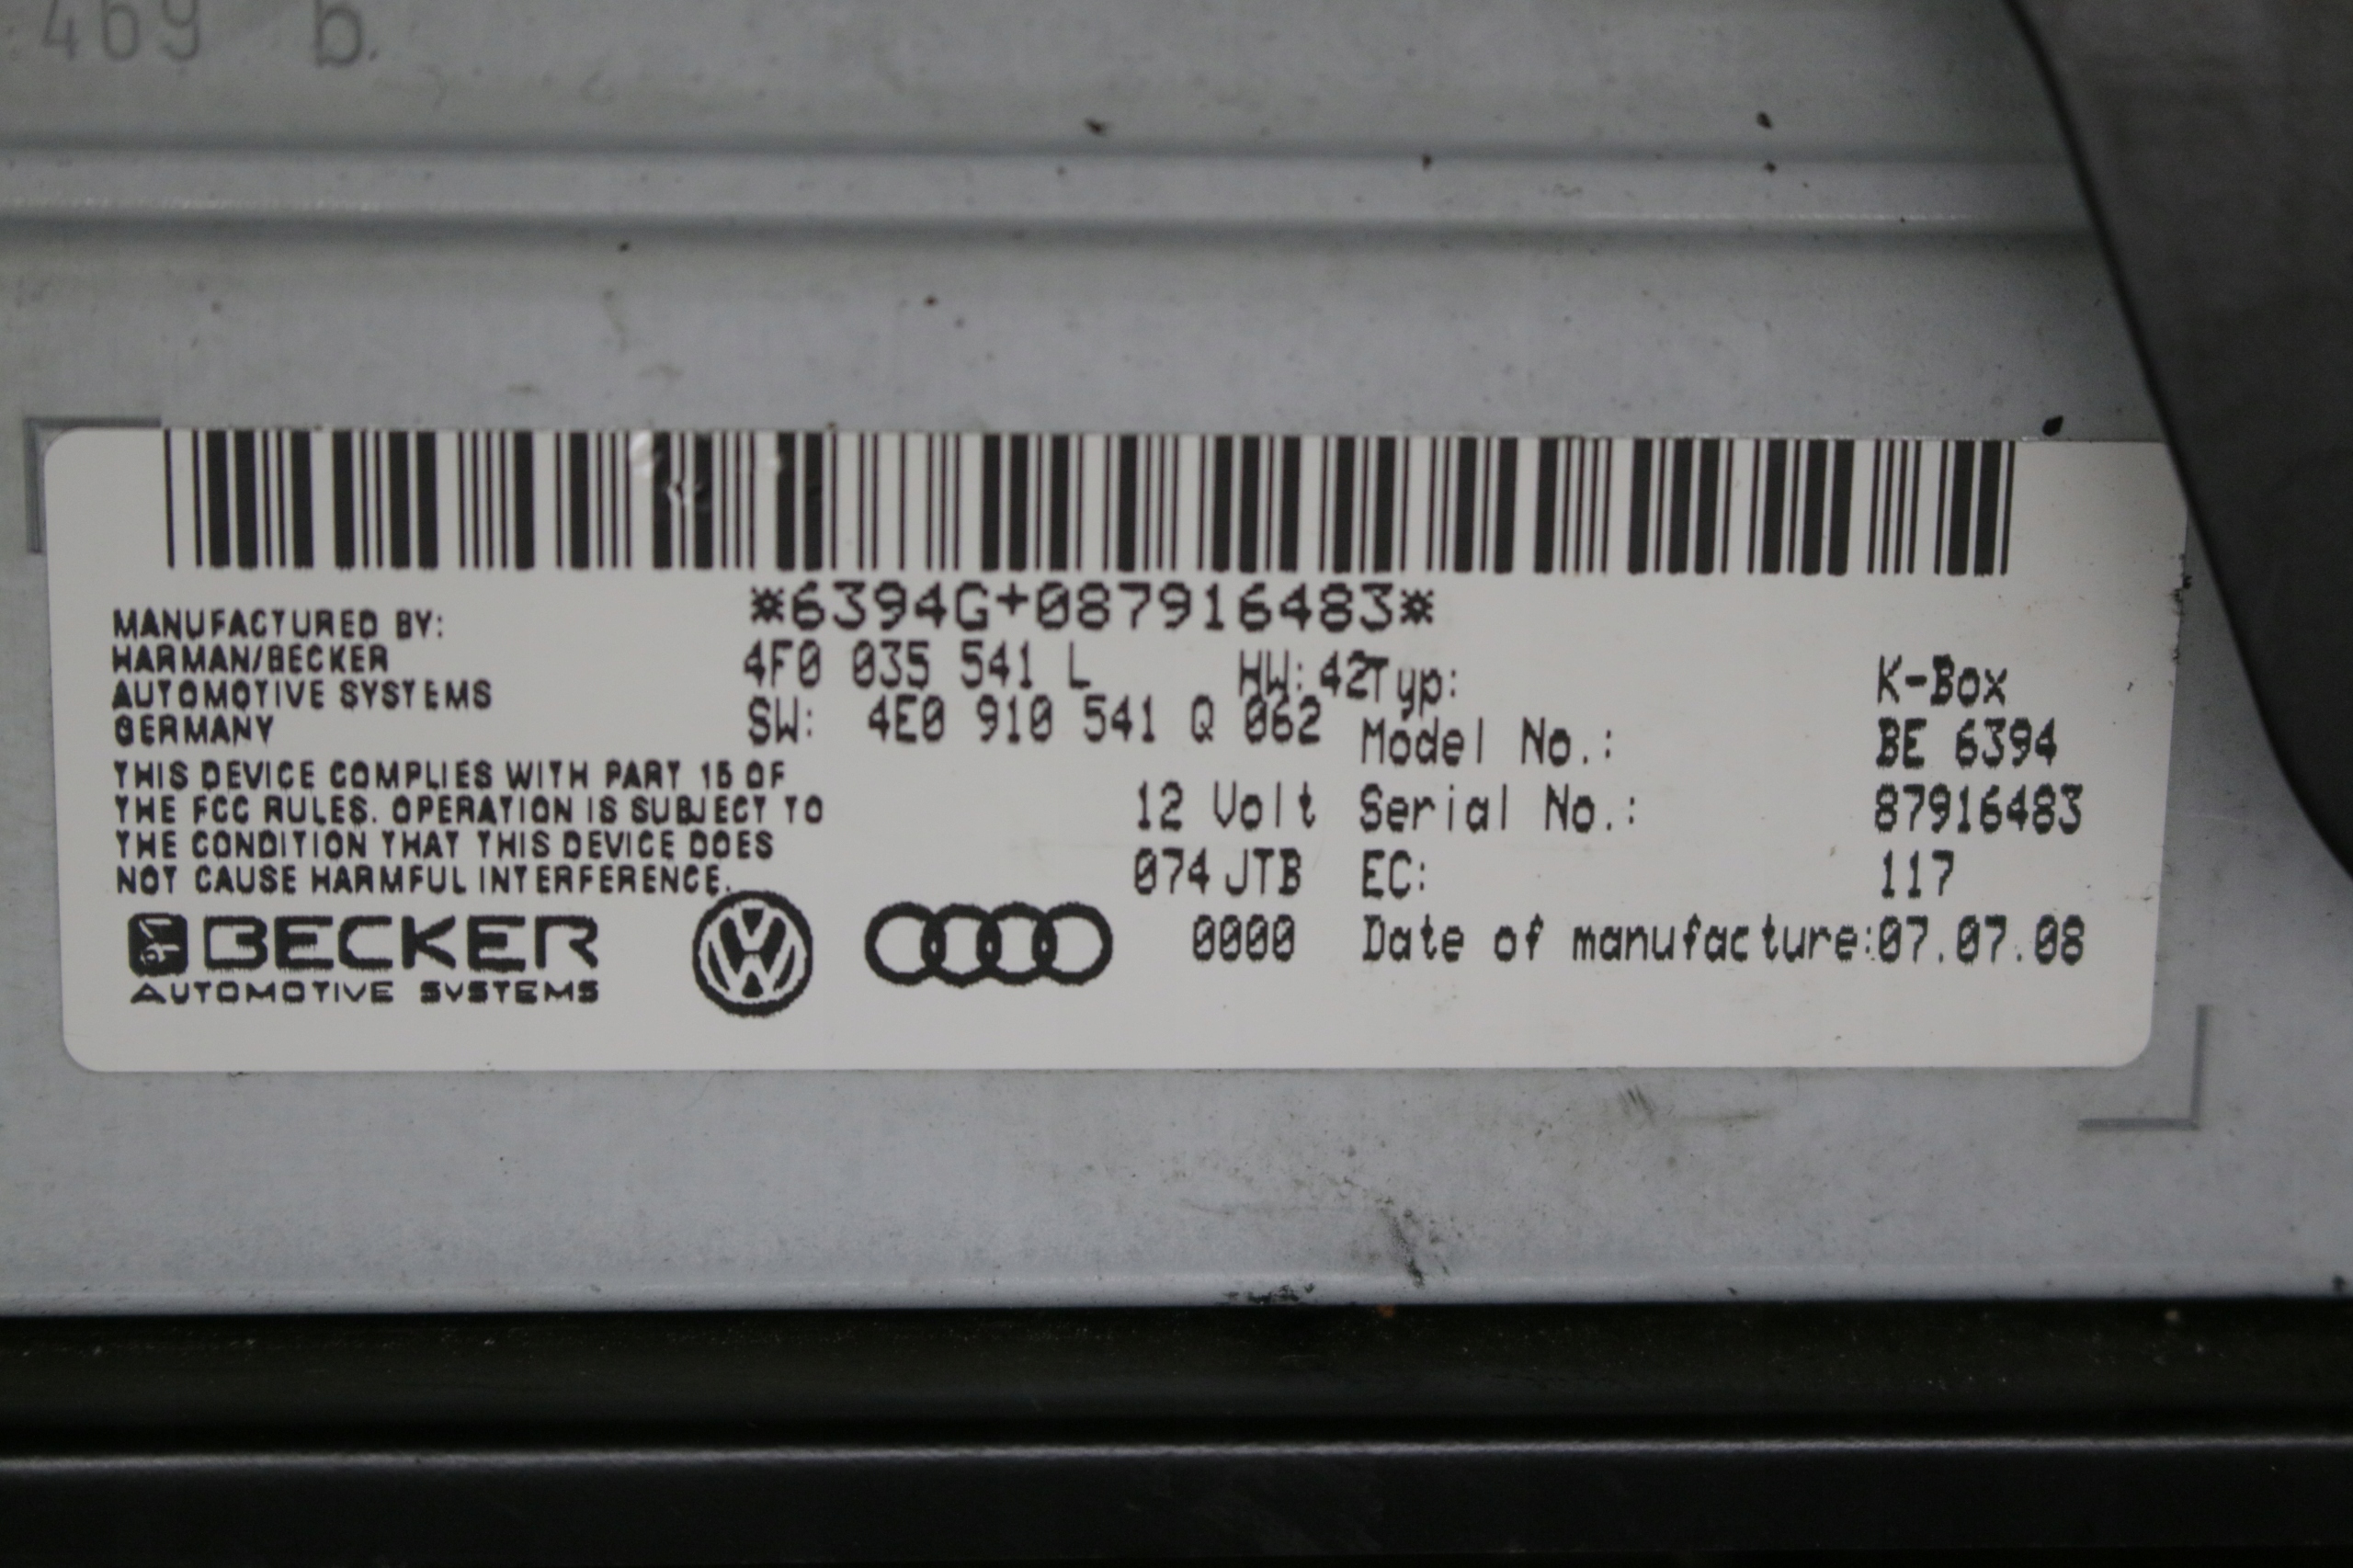 469 b
*6394G+087916483*
MANUFACTURED BY:
HARMAN/BECKER
AUTOMOTIVE SYSTEMS
GERMANY
4F0 035 541 L HW: 42
SW: 4E0 910 541 Q 062
THIS DEVICE COMPLIES WITH PART 15 OF
THE FCC RULES. OPERATION IS SUBJECT TO
THE CONDITION THAT THIS DEVICE DOES
NOT CAUSE HARMFUL INTERFERENCE.
BECKER
AUTOMOTIVE SYSTEMS
12 Volt
074 JTB
0000
Typ: K-Box
Model No.: BE 6394
Serial No.: 87916483
EC: 117
Date of manufacture: 07.07.08